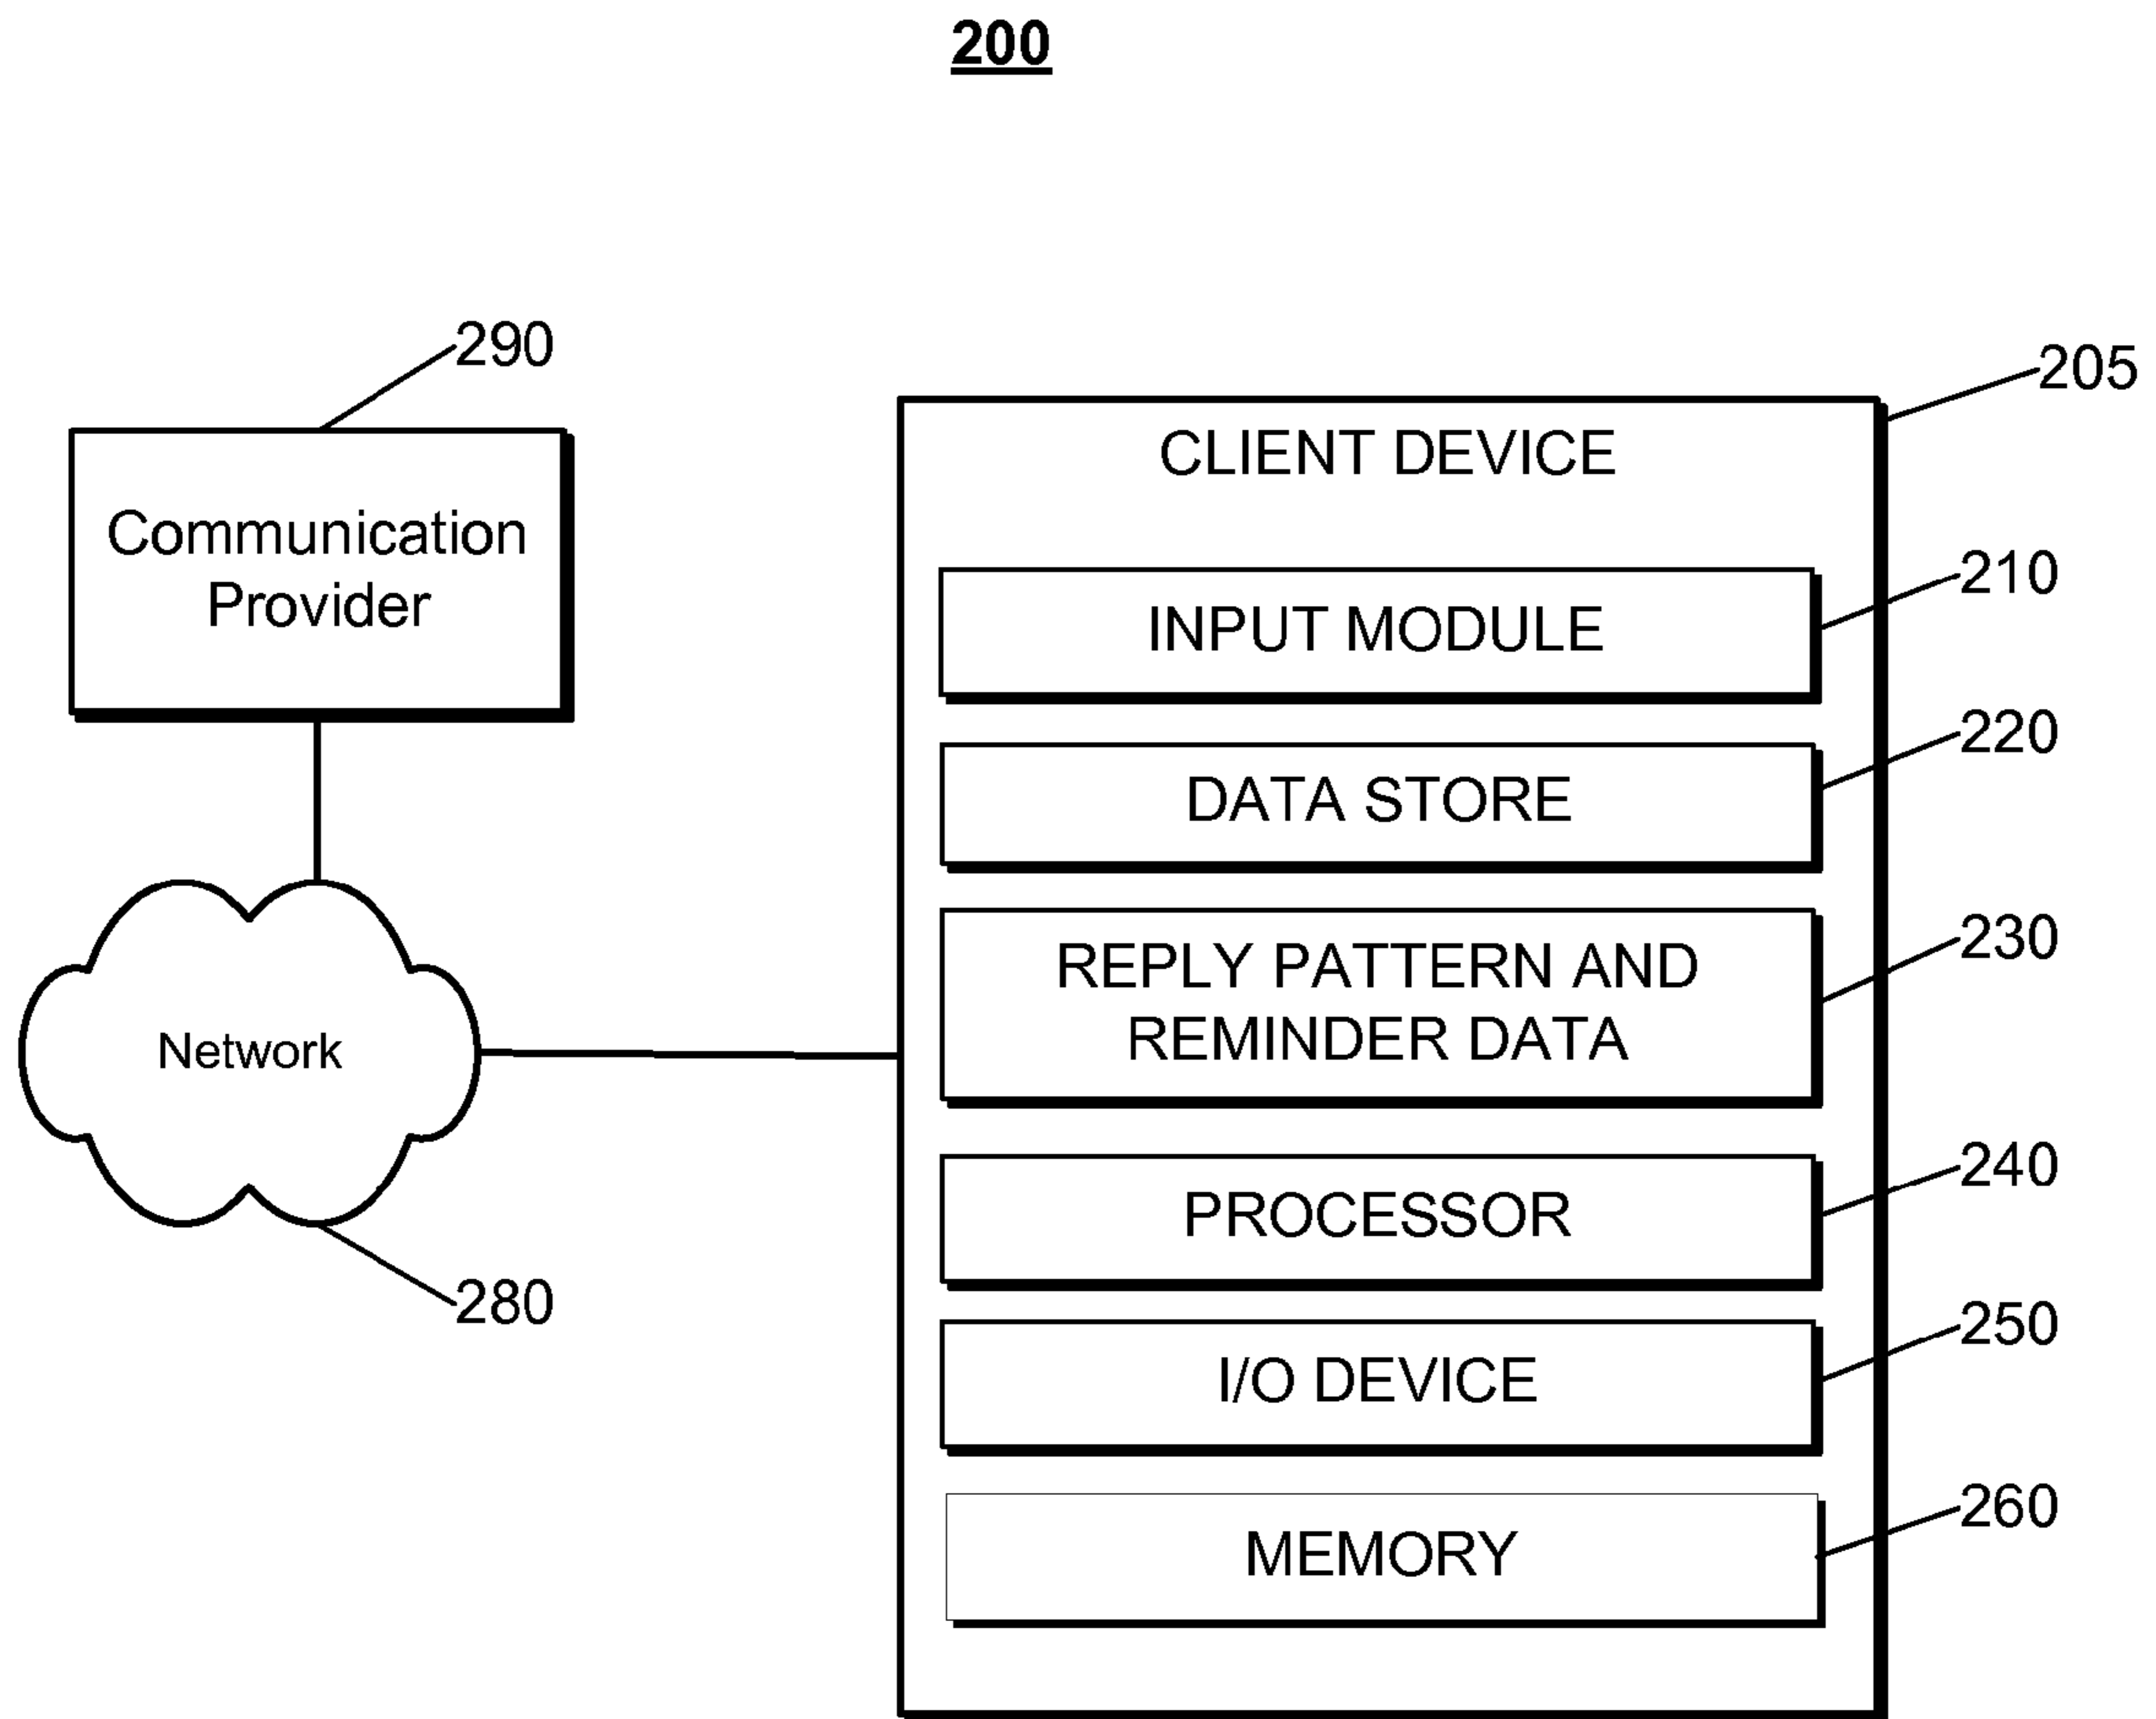 200
290
Communication
Provider
Network
280
205
CLIENT DEVICE
210
INPUT MODULE
220
DATA STORE
230
REPLY PATTERN AND
REMINDER DATA
240
PROCESSOR
250
I/O DEVICE
260
MEMORY